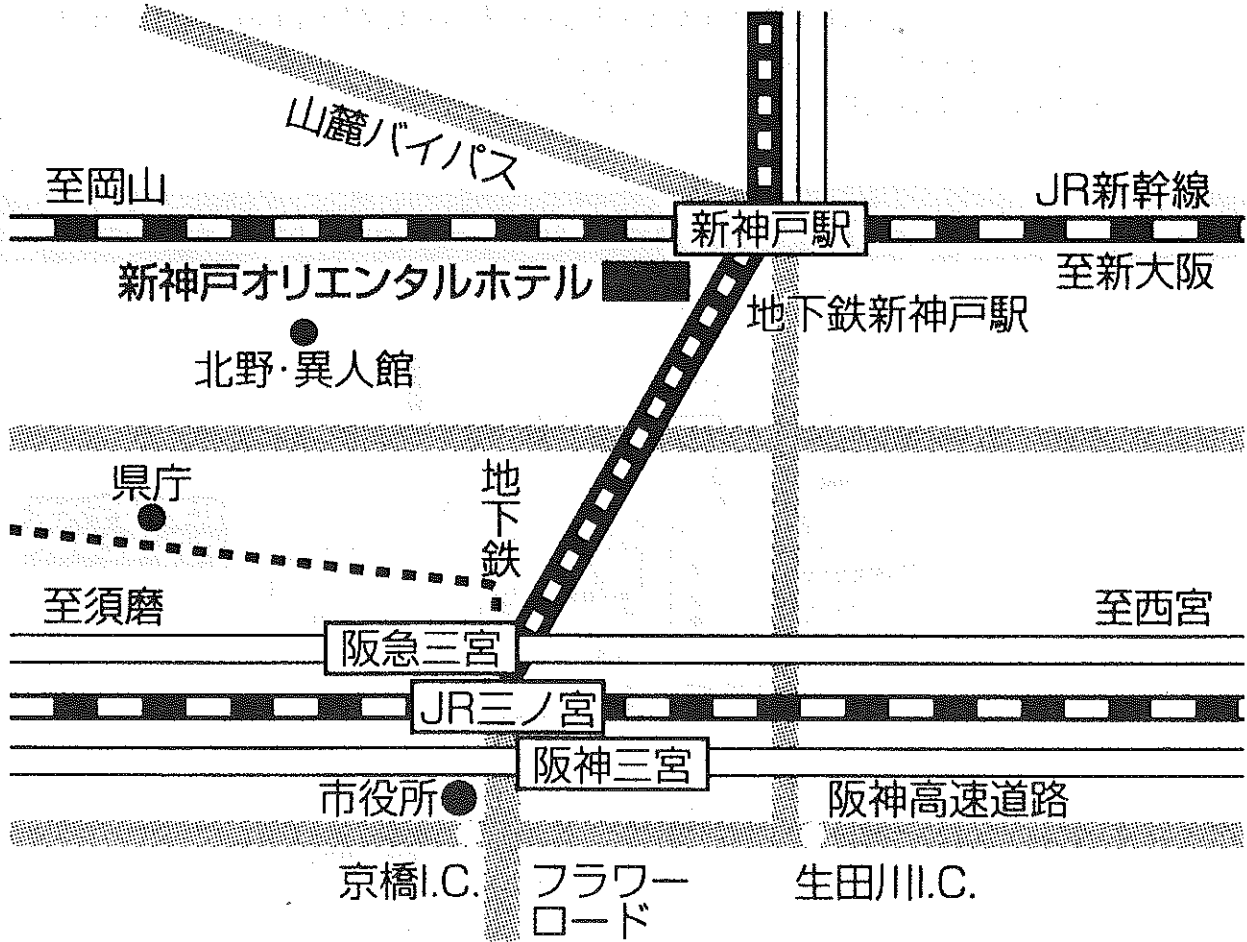 山麓バイパス
至岡山
JR新幹線
新神戸駅
至新大阪
新神戸オリエンタルホテル
地下鉄新神戸駅
北野・異人館
県庁
地下鉄
至須磨
至西宮
阪急三宮
JR三ノ宮
阪神三宮
市役所
阪神高速道路
京橋I.C.
フラワー
ロード
生田川I.C.